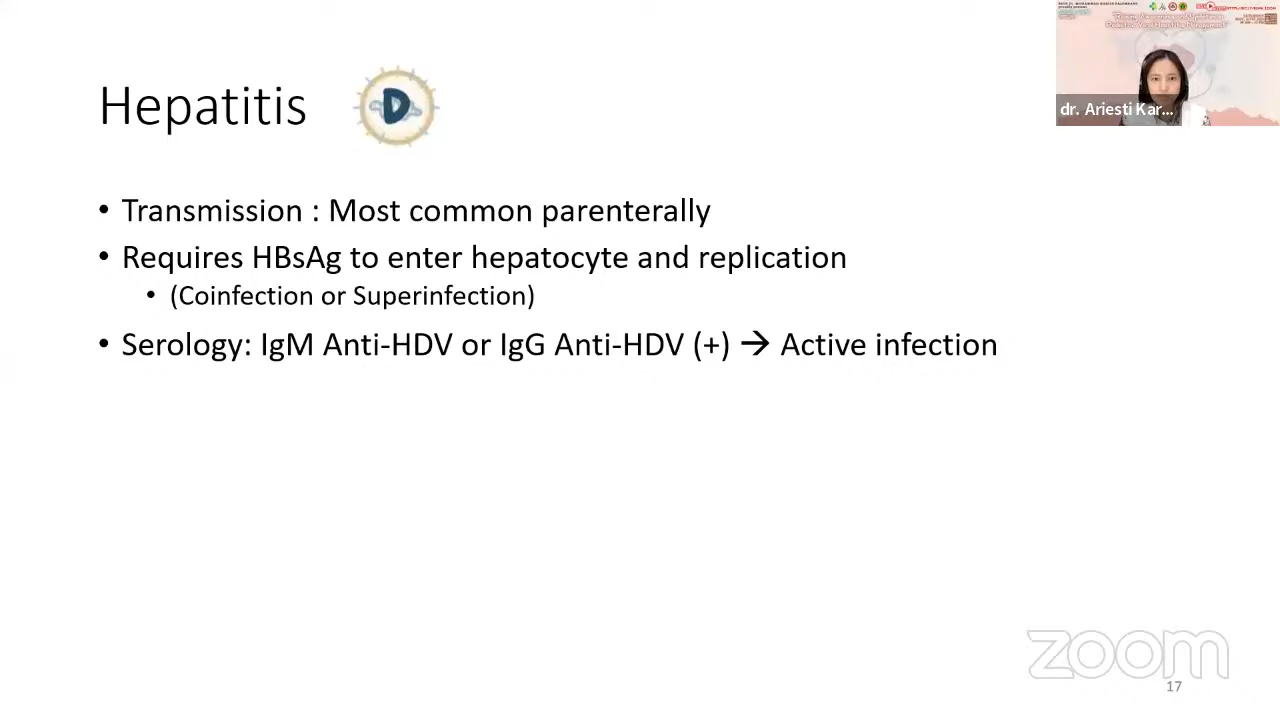 Hepatitis D
• Transmission : Most common parenterally
• Requires HBsAg to enter hepatocyte and replication
• (Coinfection or Superinfection)
• Serology: IgM Anti-HDV or IgG Anti-HDV (+) → Active infection
dr. Ariesti Kar...
zoom
17